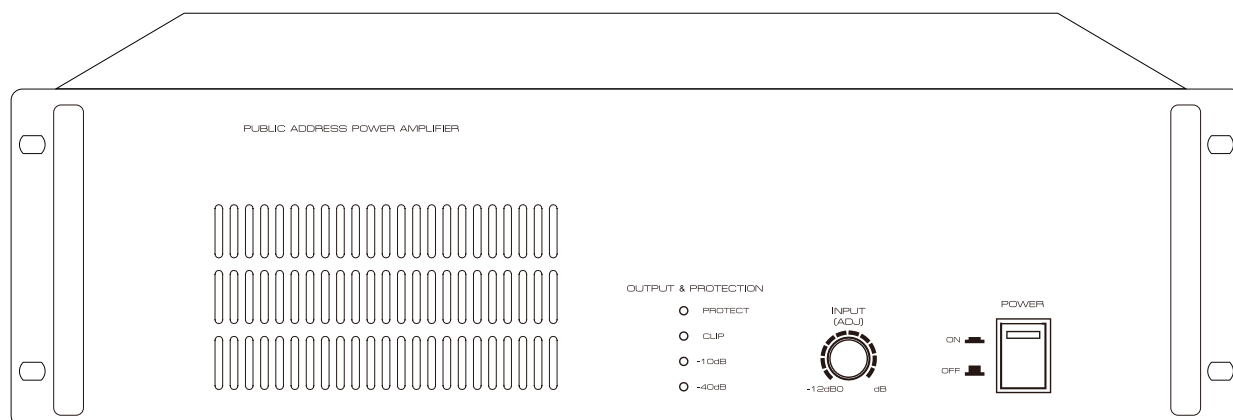 PUBLIC ADDRESS POWER AMPLIFIER
OUTPUT & PROTECTION
PROTECT
CLIP
-10dB
-40dB
INPUT
(ADJ)
-12dB0 dB
POWER
ON
OFF